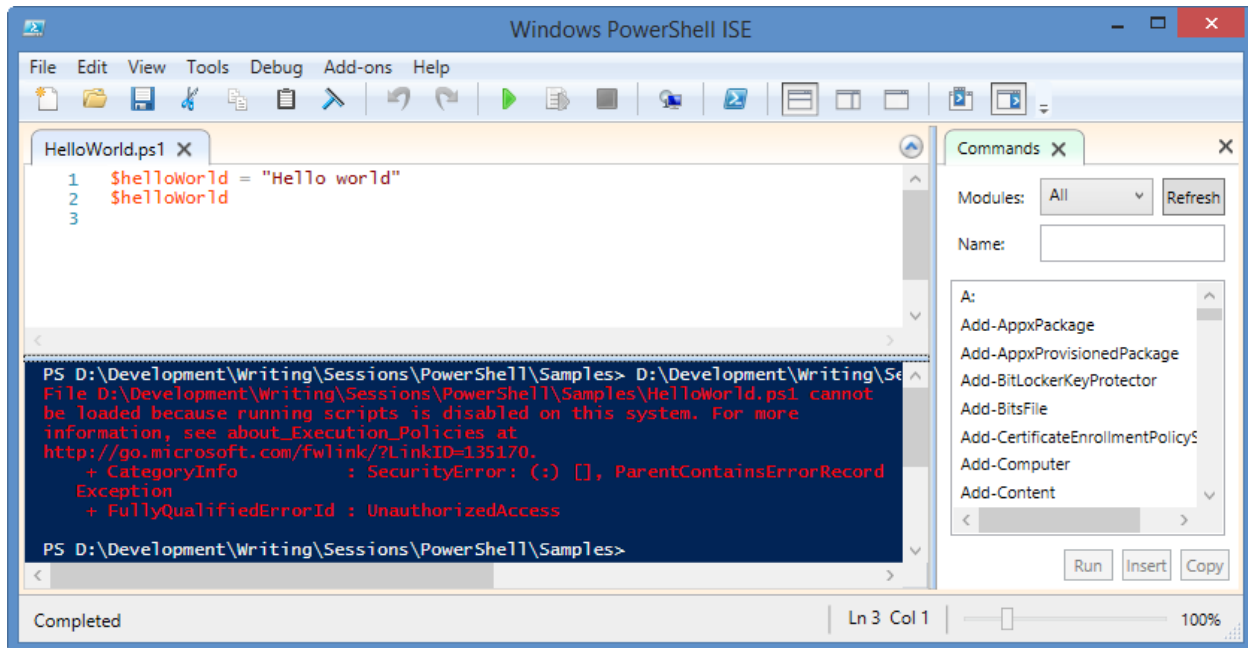 Windows PowerShell ISE
File Edit View Tools Debug Add-ons Help
HelloWorld.ps1
1 $helloWorld = "Hello world"
2 $helloWorld
3
PS D:\Development\Writing\Sessions\PowerShell\Samples> D:\Development\Writing\Se
File D:\Development\Writing\Sessions\PowerShell\Samples\HelloWorld.ps1 cannot
be loaded because running scripts is disabled on this system. For more
information, see about_Execution_Policies at
http://go.microsoft.com/fwlink/?LinkID=135170.
+ CategoryInfo : SecurityError: (:) [], ParentContainsErrorRecord
Exception
+ FullyQualifiedErrorId : UnauthorizedAccess
PS D:\Development\Writing\Sessions\PowerShell\Samples>
Commands
Modules: All Refresh
Name:
A:
Add-AppxPackage
Add-AppxProvisionedPackage
Add-BitLockerKeyProtector
Add-BitsFile
Add-CertificateEnrollmentPolicyS
Add-Computer
Add-Content
Run Insert Copy
Completed
Ln 3 Col 1
100%